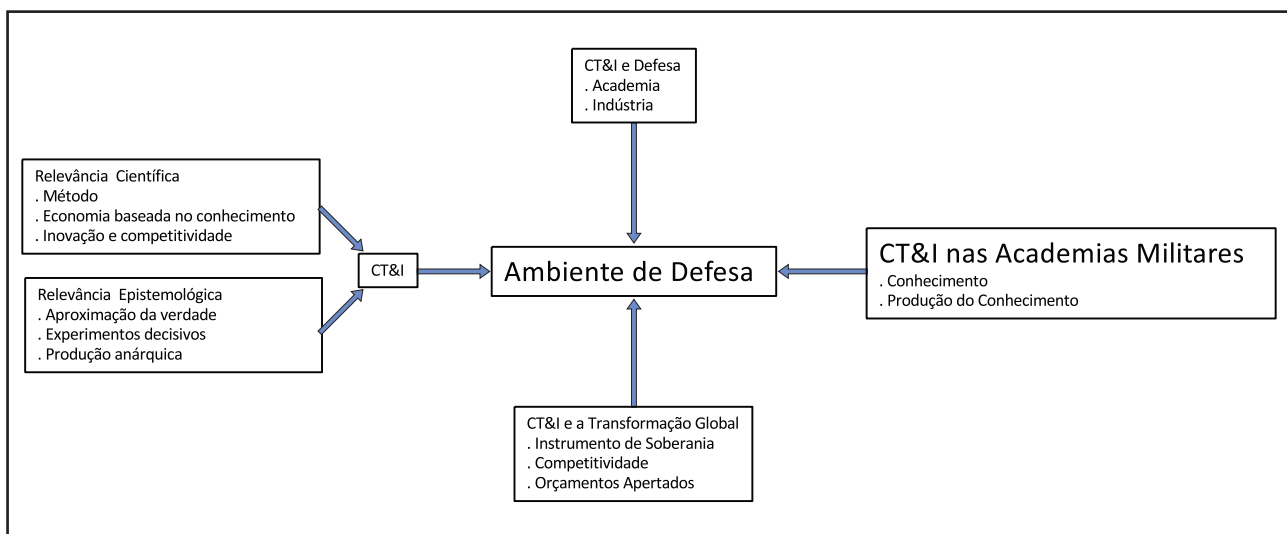 CT&I e Defesa
. Academia
. Indústria
Relevância Científica
. Método
. Economia baseada no conhecimento
. Inovação e competitividade
CT&I
Relevância Epistemológica
. Aproximação da verdade
. Experimentos decisivos
. Produção anárquica
Ambiente de Defesa
CT&I nas Academias Militares
. Conhecimento
. Produção do Conhecimento
CT&I e a Transformação Global
. Instrumento de Soberania
. Competitividade
. Orçamentos Apertados